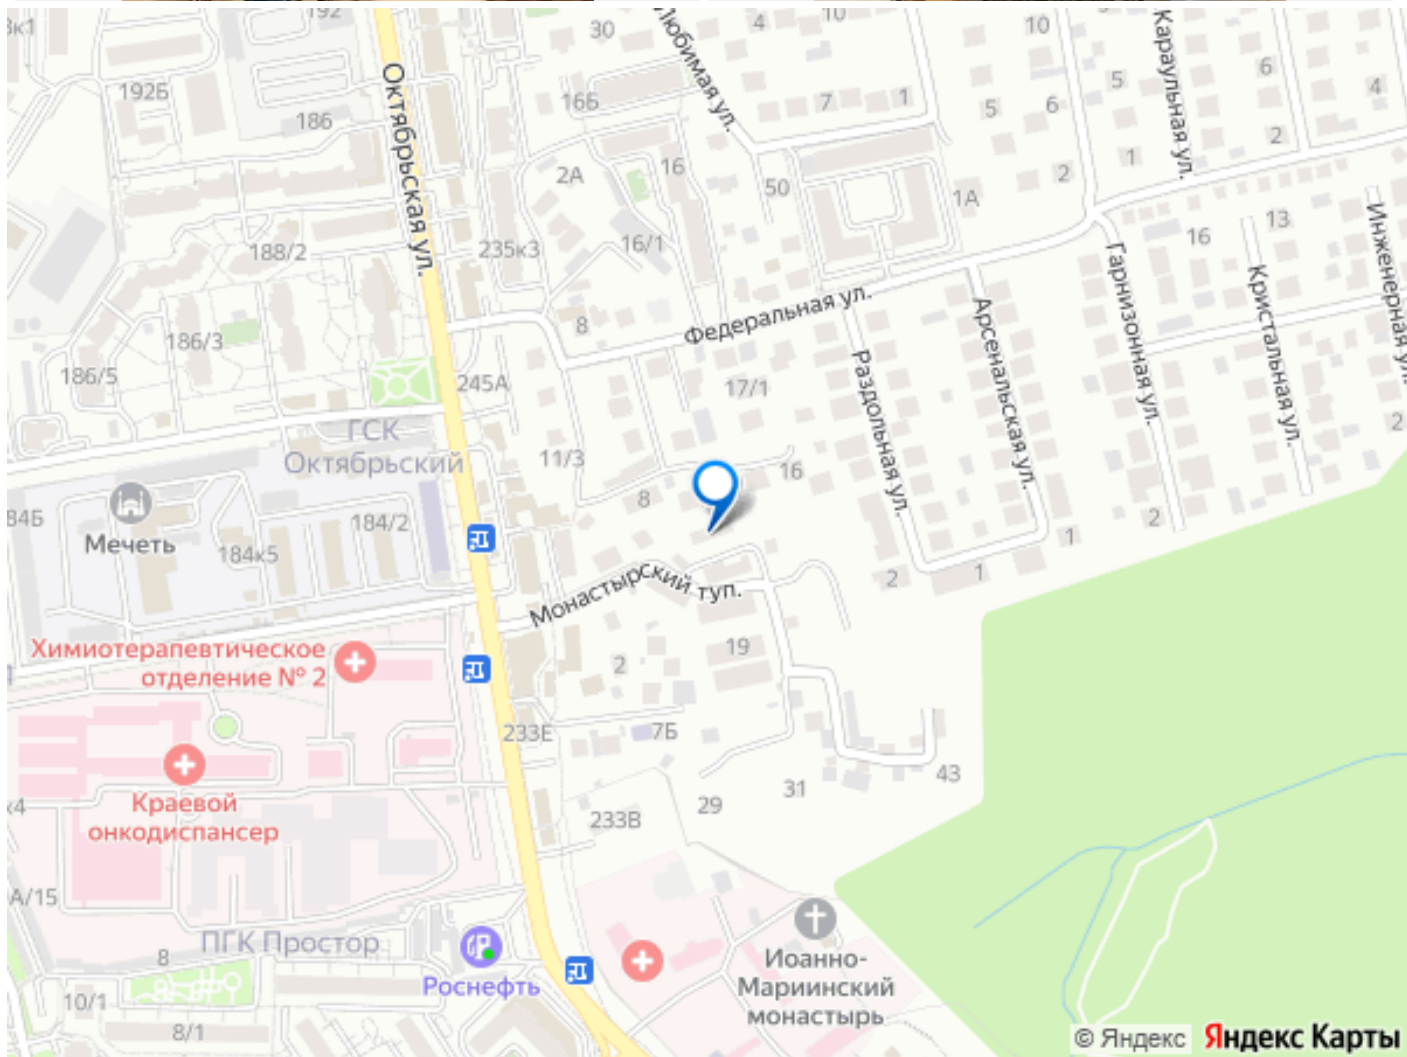 192
30
4
10
10
192Б
186
16Б
7
1
Любимая ул.
5
6
5
6
4
Караульная ул.
2
1
2
Октябрьская ул.
2А
16
50
1А
235к3
16/1
188/2
16
13
Инженерная ул.
Гарнизонная ул.
Кристальная ул.
Арсенальская ул.
Федеральная ул.
8
186/3
186/5
245А
17/1
Раздольная ул.
2
ГСК
Октябрьский
11/3
16
8
184Б
184/2
Мечеть
184к5
2
1
2
1
Монастырский туп.
Химиотерапевтическое
отделение № 2
19
2
233Е
7Б
43
31
29
Краевой
онкодиспансер
233В
ПГК Простор
8
Роснефть
10/1
8/1
Иоанно-
Мариинский
монастырь
© Яндекс Яндекс Карты